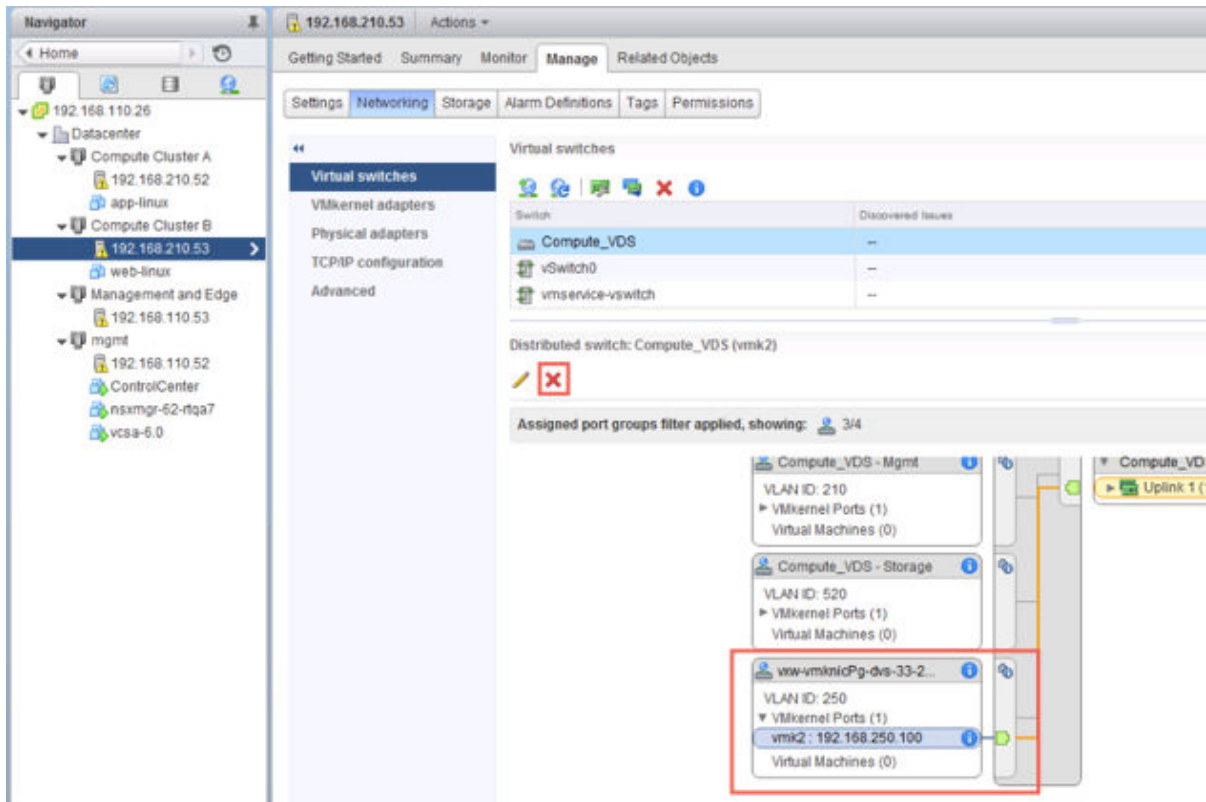 Navigator
Home
192.168.110.26
Datacenter
Compute Cluster A
192.168.210.52
app-linux
Compute Cluster B
192.168.210.53
web-linux
Management and Edge
192.168.110.53
mgmt
192.168.110.52
ControlCenter
nsxmgr-62-rtqa7
vcsa-6.0
192.168.210.53 Actions
Getting Started Summary Monitor Manage Related Objects
Settings Networking Storage Alarm Definitions Tags Permissions
Virtual switches
VMkernel adapters
Physical adapters
TCP/IP configuration
Advanced
Virtual switches
Switch Discovered Issues
Compute_VDS --
vSwitch0 --
vmservice-vswitch --
Distributed switch: Compute_VDS (vmk2)
Assigned port groups filter applied, showing: 3/4
Compute_VDS - Mgmt
VLAN ID: 210
VMkernel Ports (1)
Virtual Machines (0)
Compute_VD
Uplink 1 (
Compute_VDS - Storage
VLAN ID: 520
VMkernel Ports (1)
Virtual Machines (0)
vxw-vmknicPg-dvs-33-2...
VLAN ID: 250
VMkernel Ports (1)
vmk2 : 192.168.250.100
Virtual Machines (0)